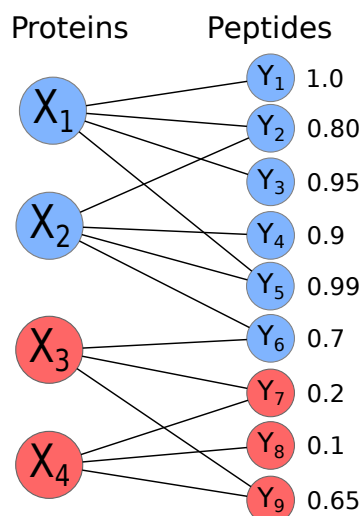 Proteins Peptides
X₁
X₂
X₃
X₄
Y₁ 1.0
Y₂ 0.80
Y₃ 0.95
Y₄ 0.9
Y₅ 0.99
Y₆ 0.7
Y₇ 0.2
Y₈ 0.1
Y₉ 0.65